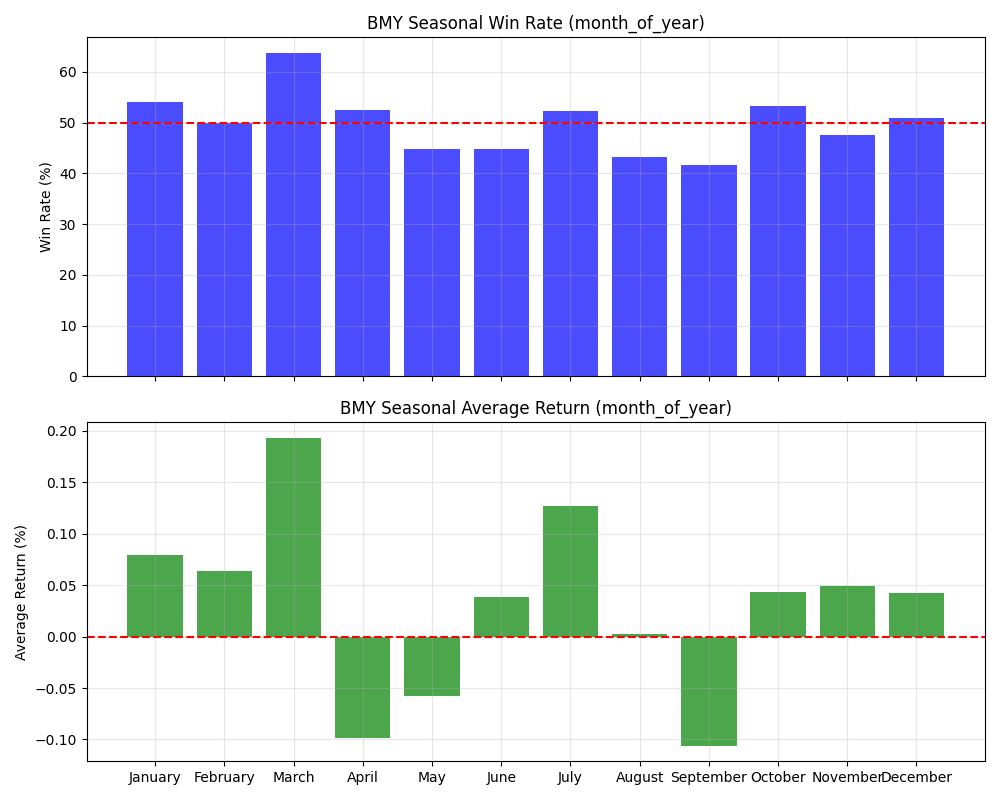 BMY Seasonal Win Rate (month_of_year)
60
50
40
30
20
10
0
Win Rate (%)
BMY Seasonal Average Return (month_of_year)
0.20
0.15
0.10
0.05
0.00
−0.05
−0.10
Average Return (%)
January February March April May June July August September October November December